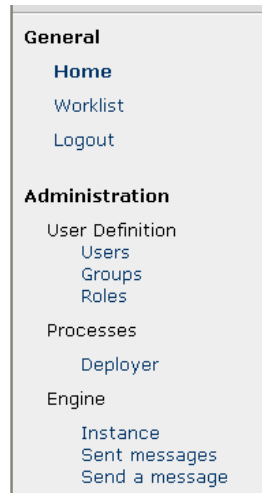 General
Home
Worklist
Logout
Administration
User Definition
Users
Groups
Roles
Processes
Deployer
Engine
Instance
Sent messages
Send a message